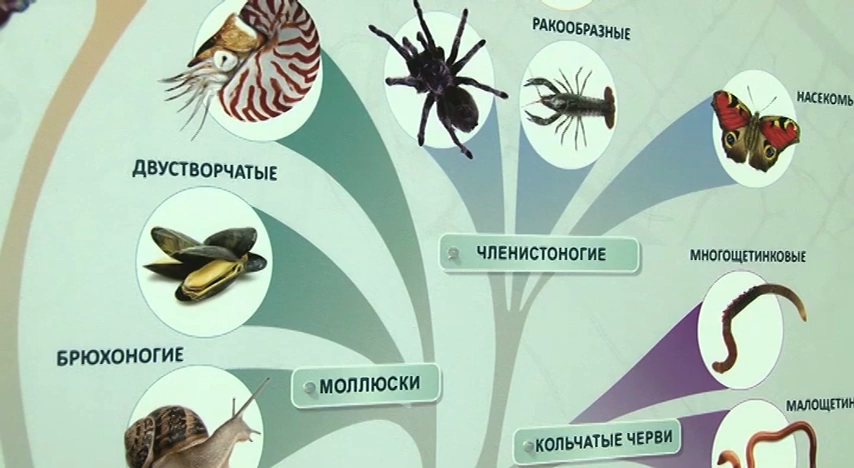 РАКООБРАЗНЫЕ
НАСЕКОМЫ
ДВУСТВОРЧАТЫЕ
ЧЛЕНИСТОНОГИЕ
МНОГОЩЕТИНКОВЫЕ
БРЮХОНОГИЕ
МОЛЛЮСКИ
МАЛОЩЕТИН
КОЛЬЧАТЫЕ ЧЕРВИ